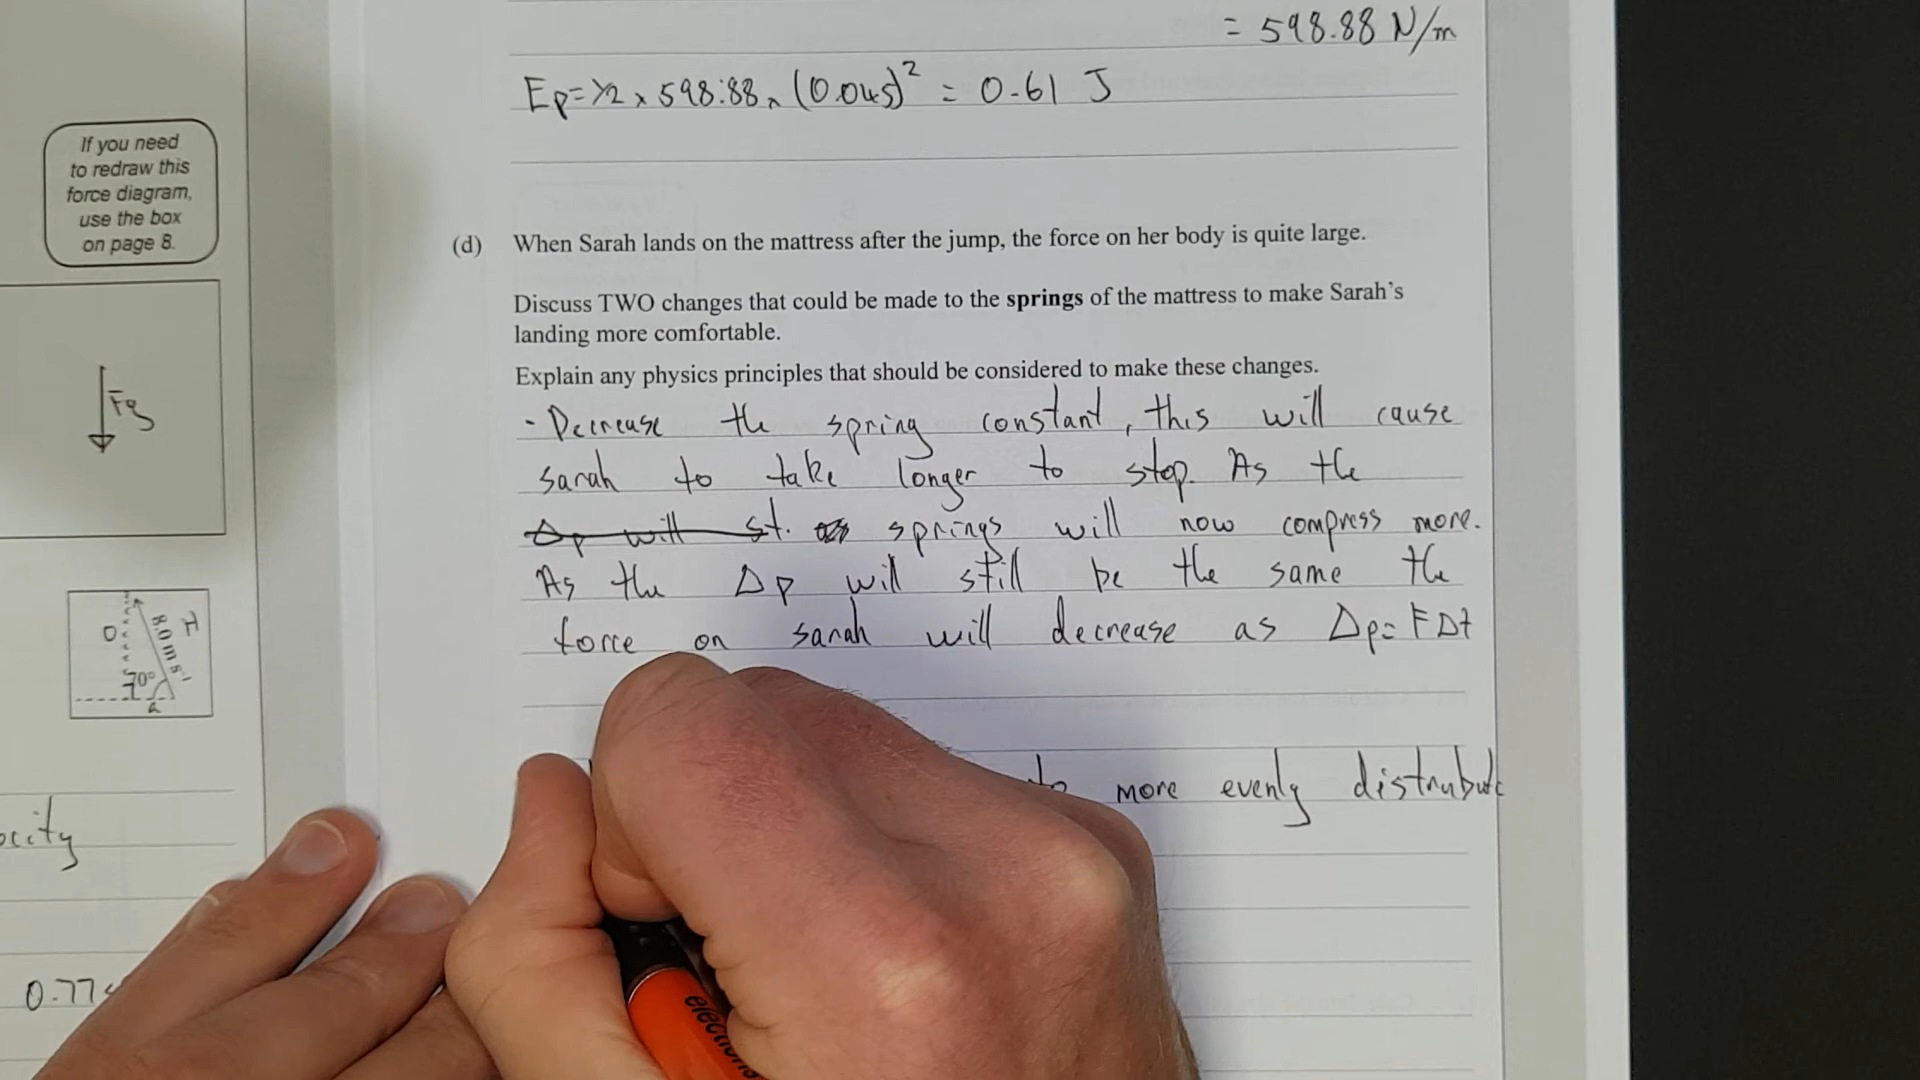 = 598.88 N/m
Ep = 1/2 x 598.88 x (0.045)² = 0.61 J
If you need
to redraw this
force diagram,
use the box
on page 8.
Fg
O
H
8.0 m s⁻¹
70°
a
ocity
0.77
(d) When Sarah lands on the mattress after the jump, the force on her body is quite large.
Discuss TWO changes that could be made to the springs of the mattress to make Sarah's
landing more comfortable.
Explain any physics principles that should be considered to make these changes.
- Decrease the spring constant, this will cause
sarah to take longer to stop. As the
Δp will st. springs will now compress more.
As the Δp will still be the same the
force on sarah will decrease as Δp = FΔt
to more evenly distrubute